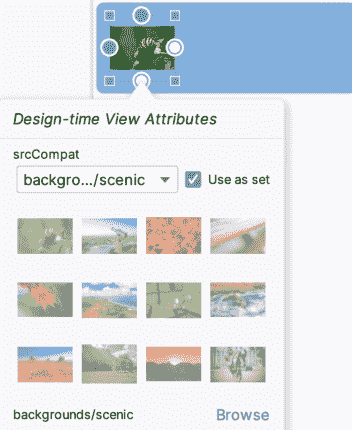 Design-time View Attributes
srcCompat
backgro.../scenic
Use as set
backgrounds/scenic
Browse